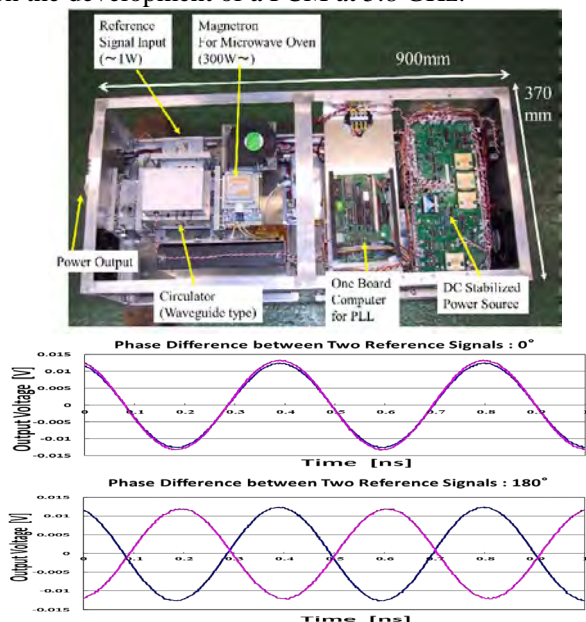 Reference
Signal Input
(~1W)
Magnetron
For Microwave Oven
(300W~)
900mm
370
mm
Power Output
Circulator
(Waveguide type)
One Board
Computer
for PLL
DC Stabilized
Power Source
Phase Difference between Two Reference Signals : 0°
Output Voltage [V]
0.015
0.01
0.005
0
-0.005
-0.01
-0.015
0.1
0.2
0.3
0.4
0.5
0.6
0.7
0.8
0.9
Time [ns]
Phase Difference between Two Reference Signals : 180°
Output Voltage [V]
0.015
0.01
0.005
0
-0.005
-0.01
-0.015
0.1
0.2
0.3
0.4
0.5
0.6
0.7
0.8
0.9
Time [ns]